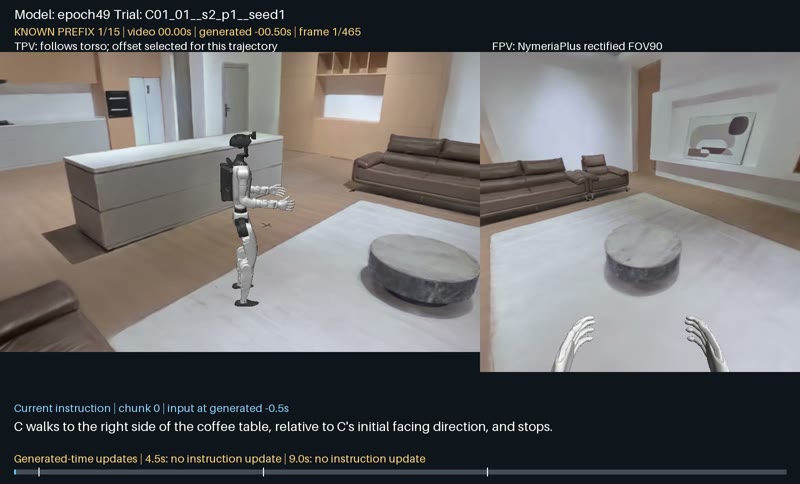 Model: epoch49 Trial: C01_01__s2_p1__seed1
KNOWN PREFIX 1/15 | video 00.00s | generated -00.50s | frame 1/465
TPV: follows torso; offset selected for this trajectory
FPV: NymeriaPlus rectified FOV90
Current instruction | chunk 0 | input at generated -0.5s
C walks to the right side of the coffee table, relative to C's initial facing direction, and stops.
Generated-time updates | 4.5s: no instruction update | 9.0s: no instruction update